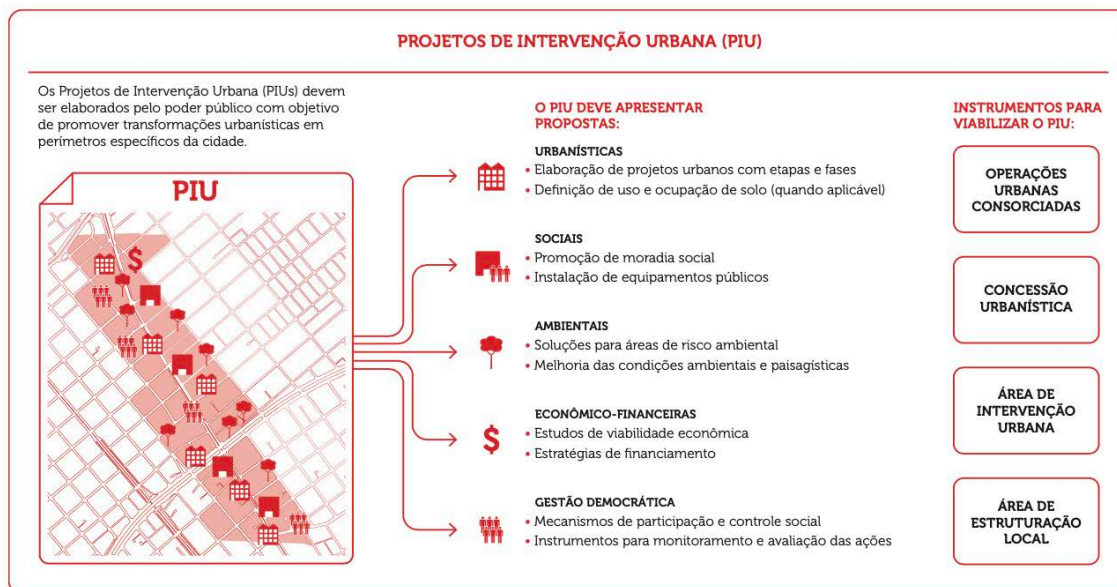 PROJETOS DE INTERVENÇÃO URBANA (PIU)
Os Projetos de Intervenção Urbana (PIUs) devem
ser elaborados pelo poder público com objetivo
de promover transformações urbanísticas em
perímetros específicos da cidade.
PIU
$
O PIU DEVE APRESENTAR
PROPOSTAS:
URBANÍSTICAS
• Elaboração de projetos urbanos com etapas e fases
• Definição de uso e ocupação de solo (quando aplicável)
SOCIAIS
• Promoção de moradia social
• Instalação de equipamentos públicos
AMBIENTAIS
• Soluções para áreas de risco ambiental
• Melhoria das condições ambientais e paisagísticas
$
ECONÔMICO-FINANCEIRAS
• Estudos de viabilidade econômica
• Estratégias de financiamento
GESTÃO DEMOCRÁTICA
• Mecanismos de participação e controle social
• Instrumentos para monitoramento e avaliação das ações
INSTRUMENTOS PARA
VIABILIZAR O PIU:
OPERAÇÕES
URBANAS
CONSORCIADAS
CONCESSÃO
URBANÍSTICA
ÁREA DE
INTERVENÇÃO
URBANA
ÁREA DE
ESTRUTURAÇÃO
LOCAL